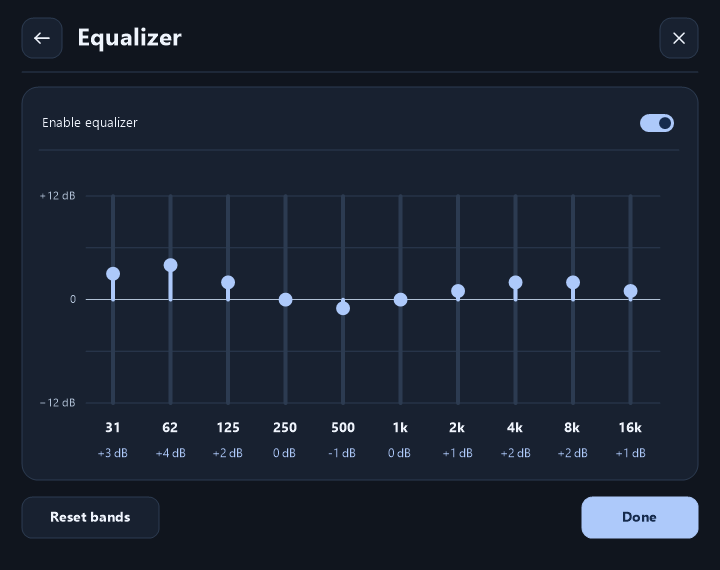 Equalizer
Enable equalizer
+12 dB
0
−12 dB
31 62 125 250 500 1k 2k 4k 8k 16k
+3 dB +4 dB +2 dB 0 dB -1 dB 0 dB +1 dB +2 dB +2 dB +1 dB
Reset bands Done